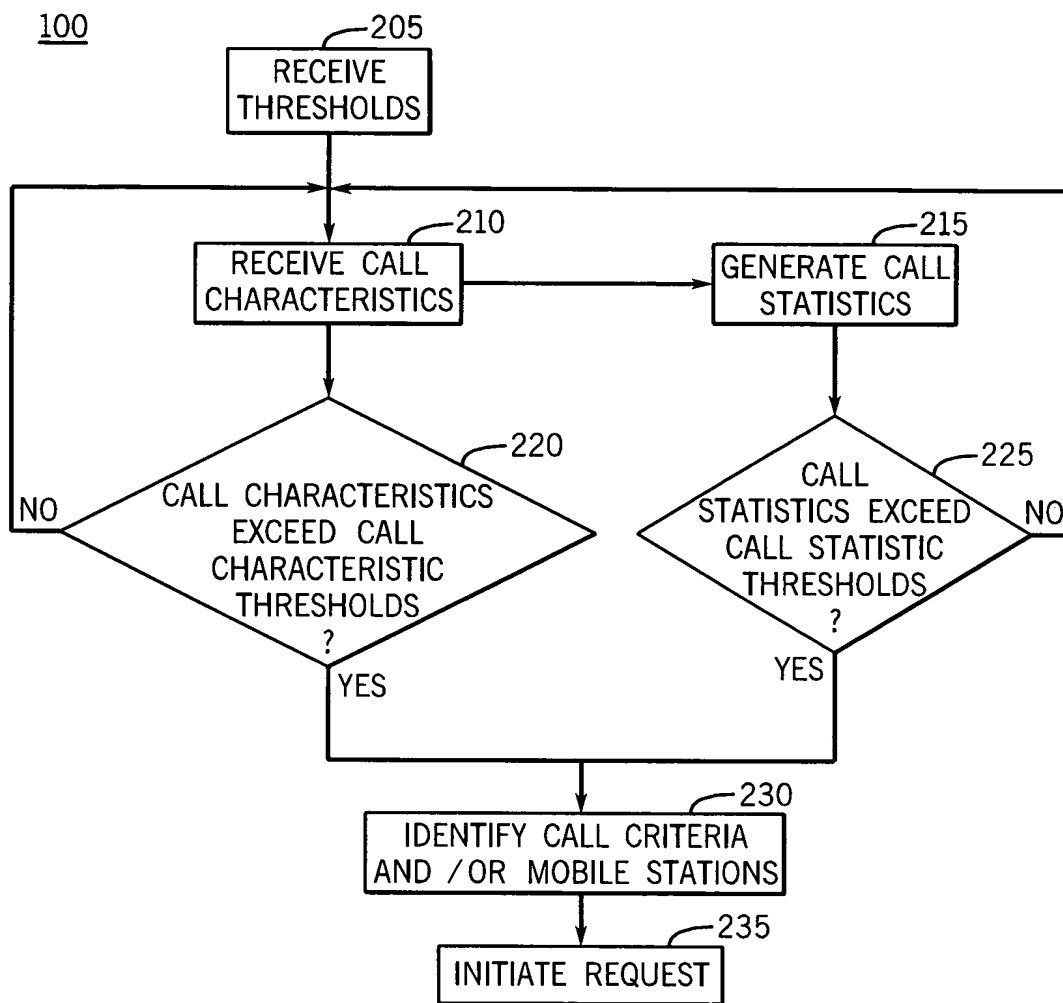 100
205
RECEIVE
THRESHOLDS
210
RECEIVE CALL
CHARACTERISTICS
215
GENERATE CALL
STATISTICS
220
CALL CHARACTERISTICS
EXCEED CALL
CHARACTERISTIC
THRESHOLDS
?
NO
YES
225
CALL
STATISTICS EXCEED
CALL STATISTIC
THRESHOLDS
?
NO
YES
230
IDENTIFY CALL CRITERIA
AND /OR MOBILE STATIONS
235
INITIATE REQUEST